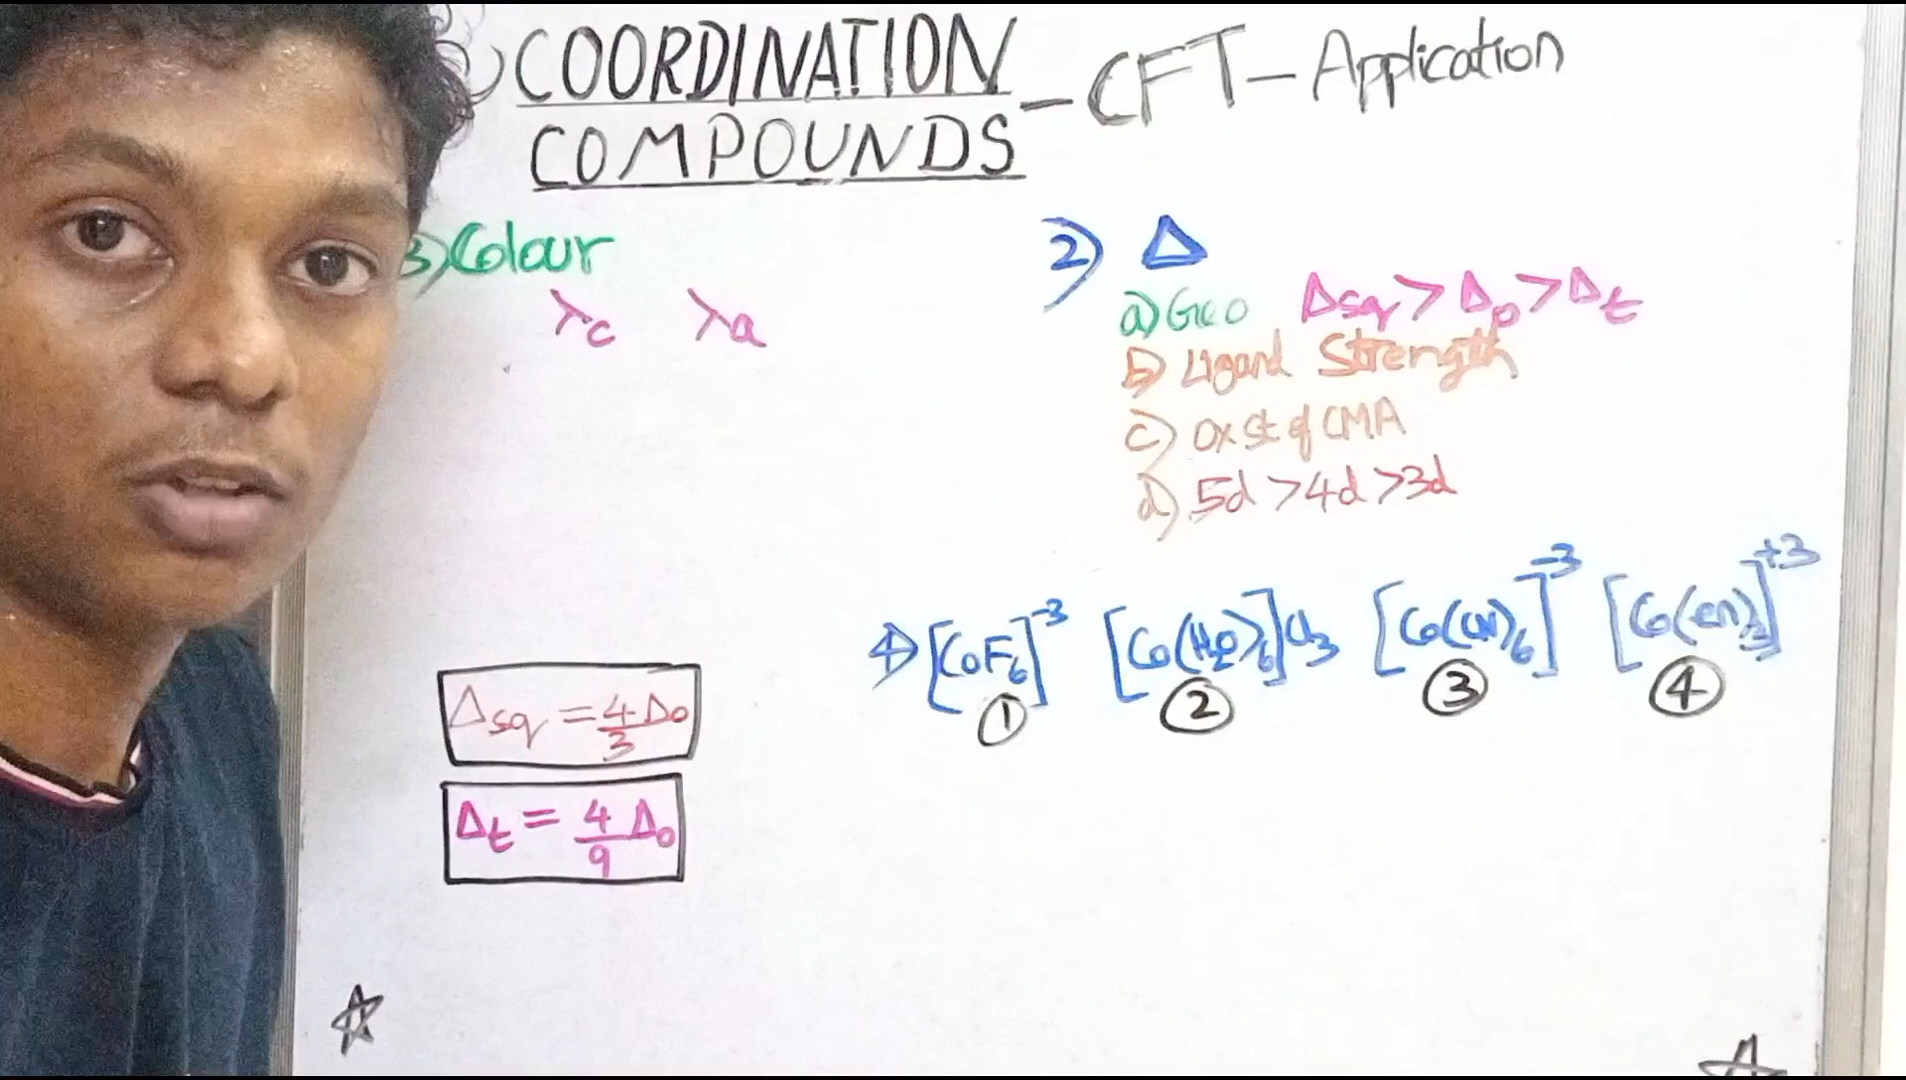 COORDINATION
COMPOUNDS - CFT - Application
3) Colour
λc λa
2) Δ
a) Geo Δsq > Δo > Δt
b) Ligand Strength
c) Ox st of CMA
d) 5d > 4d > 3d
[CoF6]-3 [Co(H2O)6]Cl3 [Co(CN)6]-3 [Co(en)3]+3
① ② ③ ④
Δsq = 4/3 Δo
Δt = 4/9 Δo